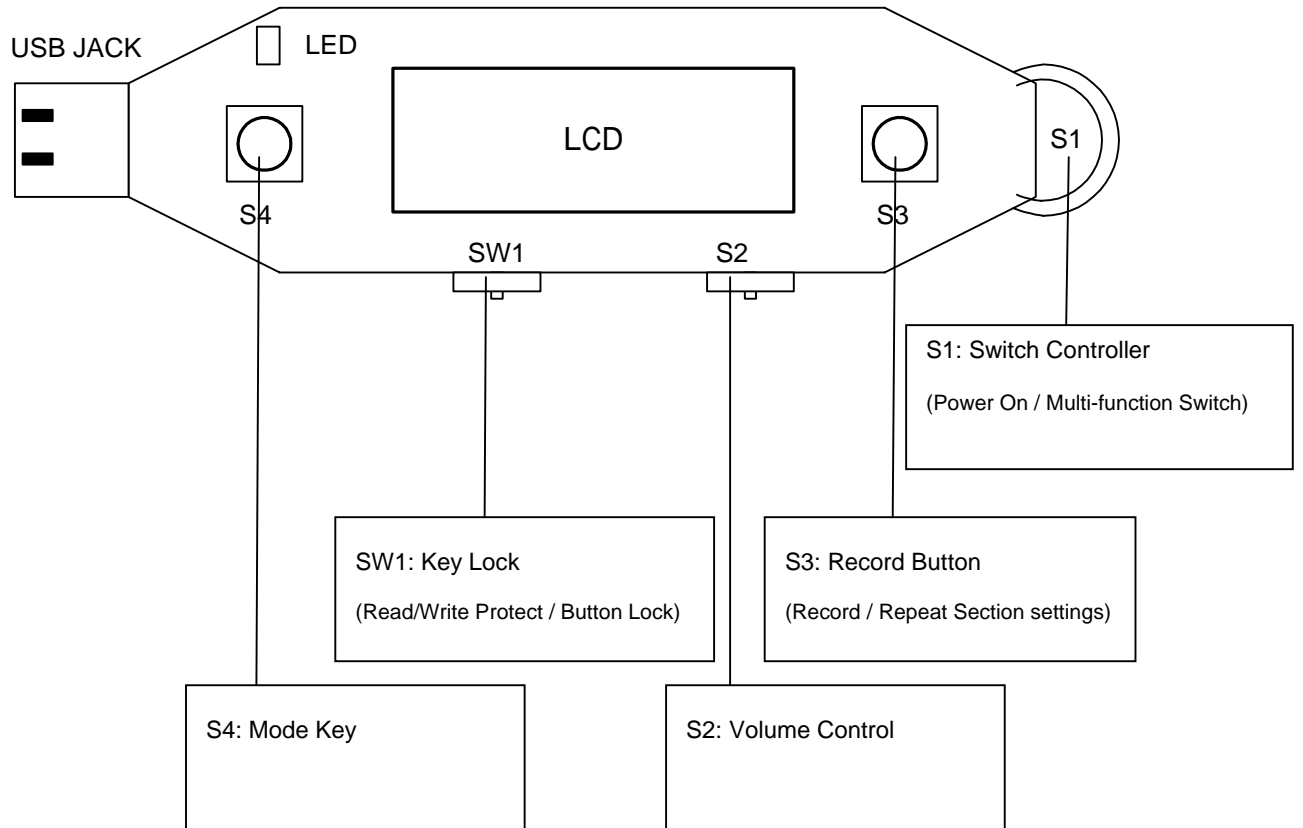 USB JACK
LED
LCD
S1
S4
S3
SW1
S2
S1: Switch Controller
(Power On / Multi-function Switch)
SW1: Key Lock
(Read/Write Protect / Button Lock)
S3: Record Button
(Record / Repeat Section settings)
S4: Mode Key
S2: Volume Control